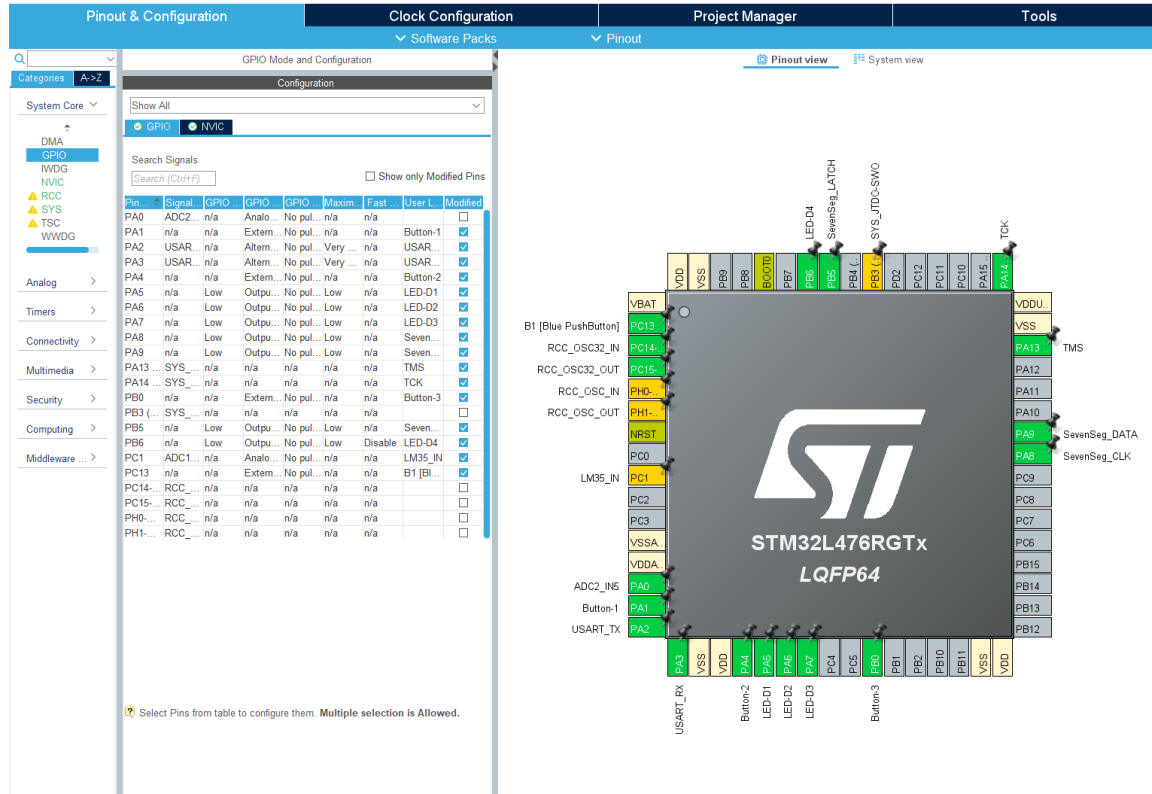 Pinout & Configuration
Clock Configuration
Project Manager
Tools
Software Packs
Pinout
Categories
A->Z
System Core
DMA
GPIO
IWDG
NVIC
RCC
SYS
TSC
WWDG
Analog
Timers
Connectivity
Multimedia
Security
Computing
Middleware ...
GPIO Mode and Configuration
Configuration
Show All
GPIO
NVIC
Search Signals
Search (Ctrl+F)
Show only Modified Pins
Pin... Signal... GPIO ... GPIO ... GPIO ... Maxim... Fast ... User L... Modified
PA0 ADC2... n/a Analo... No pul... n/a n/a
PA1 n/a n/a Extern... No pul... n/a n/a Button-1
PA2 USAR... n/a Altern... No pul... Very ... n/a USAR...
PA3 USAR... n/a Altern... No pul... Very ... n/a USAR...
PA4 n/a n/a Extern... No pul... n/a n/a Button-2
PA5 n/a Low Outpu... No pul... Low n/a LED-D1
PA6 n/a Low Outpu... No pul... Low n/a LED-D2
PA7 n/a Low Outpu... No pul... Low n/a LED-D3
PA8 n/a Low Outpu... No pul... Low n/a Seven...
PA9 n/a Low Outpu... No pul... Low n/a Seven...
PA13 ... SYS_... n/a n/a n/a n/a n/a TMS
PA14 ... SYS_... n/a n/a n/a n/a n/a TCK
PB0 n/a n/a Extern... No pul... n/a n/a Button-3
PB3 (... SYS_... n/a n/a n/a n/a n/a
PB5 n/a Low Outpu... No pul... Low n/a Seven...
PB6 n/a Low Outpu... No pul... Low Disable LED-D4
PC1 ADC1... n/a Analo... No pul... n/a n/a LM35_IN
PC13 n/a n/a Extern... No pul... n/a n/a B1 [Bl...
PC14-... RCC_... n/a n/a n/a n/a n/a
PC15-... RCC_... n/a n/a n/a n/a n/a
PH0-... RCC_... n/a n/a n/a n/a n/a
PH1-... RCC_... n/a n/a n/a n/a n/a
Select Pins from table to configure them. Multiple selection is Allowed.
Pinout view
System view
LED-D4
SevenSeg_LATCH
SYS_JTDO-SWO
TCK
VDD
VSS
PB9
PB8
BOOT0
PB7
PB6
PB5
PB4 (..
PB3 (..
PD2
PC12
PC11
PC10
PA15 ..
PA14 ..
VBAT
B1 [Blue PushButton] PC13
RCC_OSC32_IN PC14-
RCC_OSC32_OUT PC15-
RCC_OSC_IN PH0-..
RCC_OSC_OUT PH1-..
NRST
PC0
LM35_IN PC1
PC2
PC3
VSSA..
VDDA..
ADC2_IN5 PA0
Button-1 PA1
USART_TX PA2
STM32L476RGTx
LQFP64
VDDU..
VSS
PA13 TMS
PA12
PA11
PA10
PA9 SevenSeg_DATA
PA8 SevenSeg_CLK
PC9
PC8
PC7
PC6
PB15
PB14
PB13
PB12
PA3
VSS
VDD
PA4
PA5
PA6
PA7
PC4
PC5
PB0
PB1
PB2
PB10
PB11
VSS
VDD
USART_RX
Button-2
LED-D1
LED-D2
LED-D3
Button-3